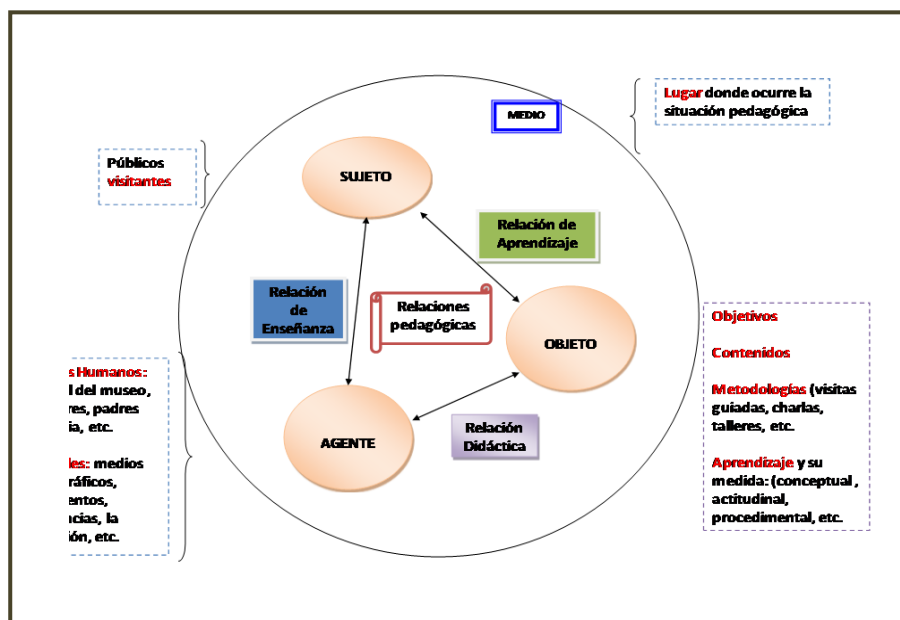 Lugar donde ocurre la
situación pedagógica
MEDIO
Públicos
visitantes
SUJETO
Relación de
Aprendizaje
Relación
de
Enseñanza
Relaciones
pedagógicas
OBJETO
AGENTE
Relación
Didáctica
Objetivos
Contenidos
Metodologías (visitas
guiadas, charlas,
talleres, etc.
Aprendizaje y su
medida: (conceptual ,
actitudinal,
procedimental, etc.
s Humanos:
l del museo,
res, padres
ia, etc.
les: medios
ráficos,
entos,
ncias, la
ión, etc.